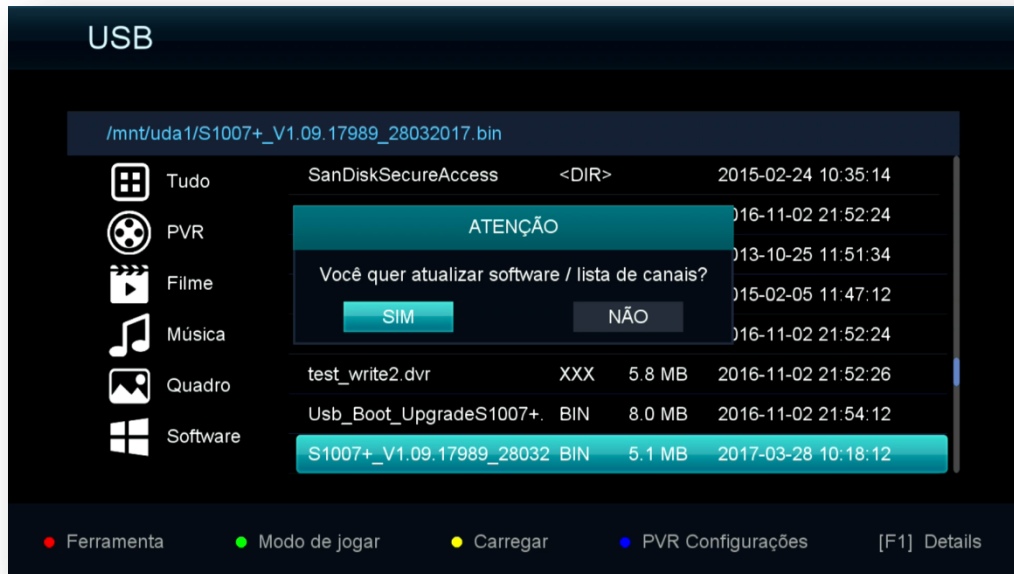 USB
/mnt/uda1/S1007+_V1.09.17989_28032017.bin
Tudo
PVR
Filme
Música
Quadro
Software
SanDiskSecureAccess <DIR> 2015-02-24 10:35:14
016-11-02 21:52:24
013-10-25 11:51:34
015-02-05 11:47:12
016-11-02 21:52:24
test_write2.dvr XXX 5.8 MB 2016-11-02 21:52:26
Usb_Boot_UpgradeS1007+. BIN 8.0 MB 2016-11-02 21:54:12
S1007+_V1.09.17989_28032 BIN 5.1 MB 2017-03-28 10:18:12
ATENÇÃO
Você quer atualizar software / lista de canais?
SIM NÃO
Ferramenta Modo de jogar Carregar PVR Configurações [F1] Details